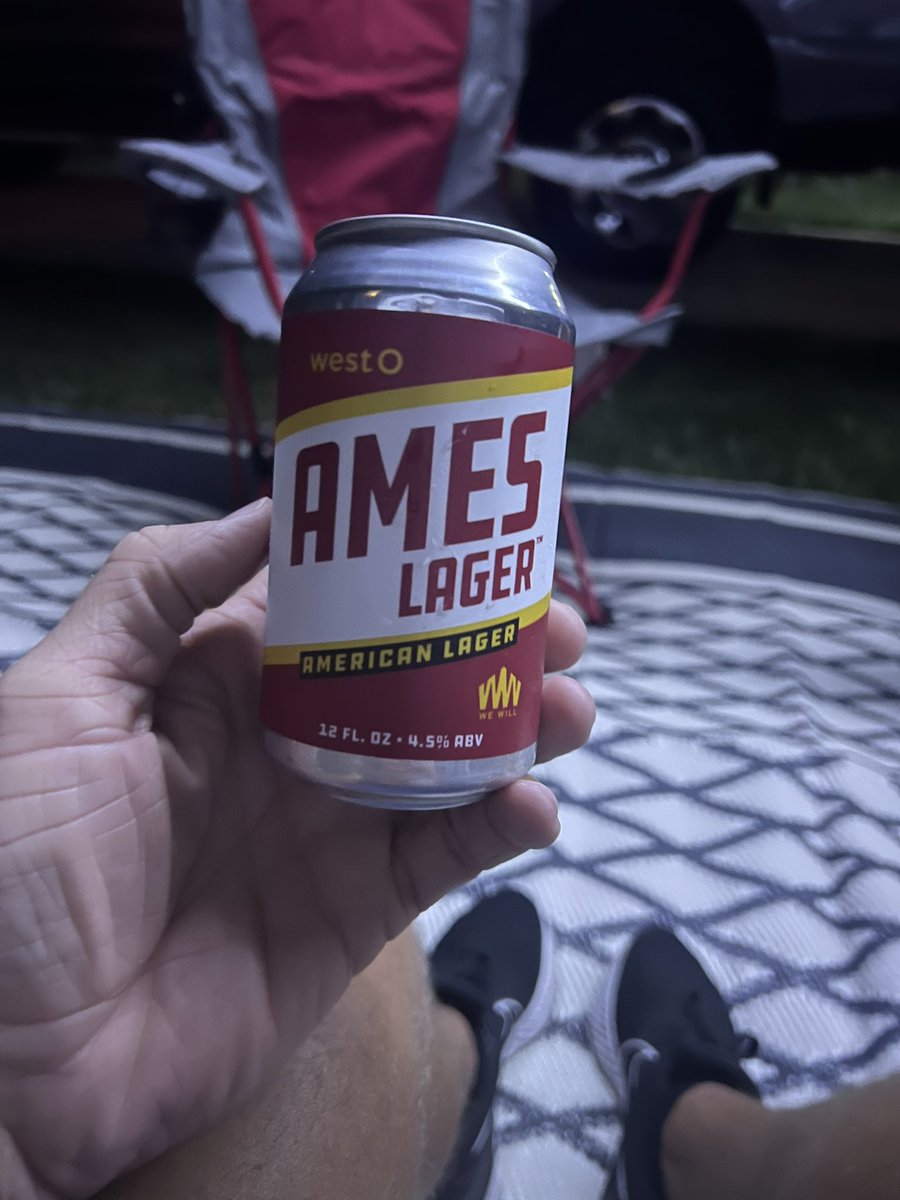 west O
AMES
LAGER™
AMERICAN LAGER
WE WILL
12 FL. OZ • 4.5% ABV